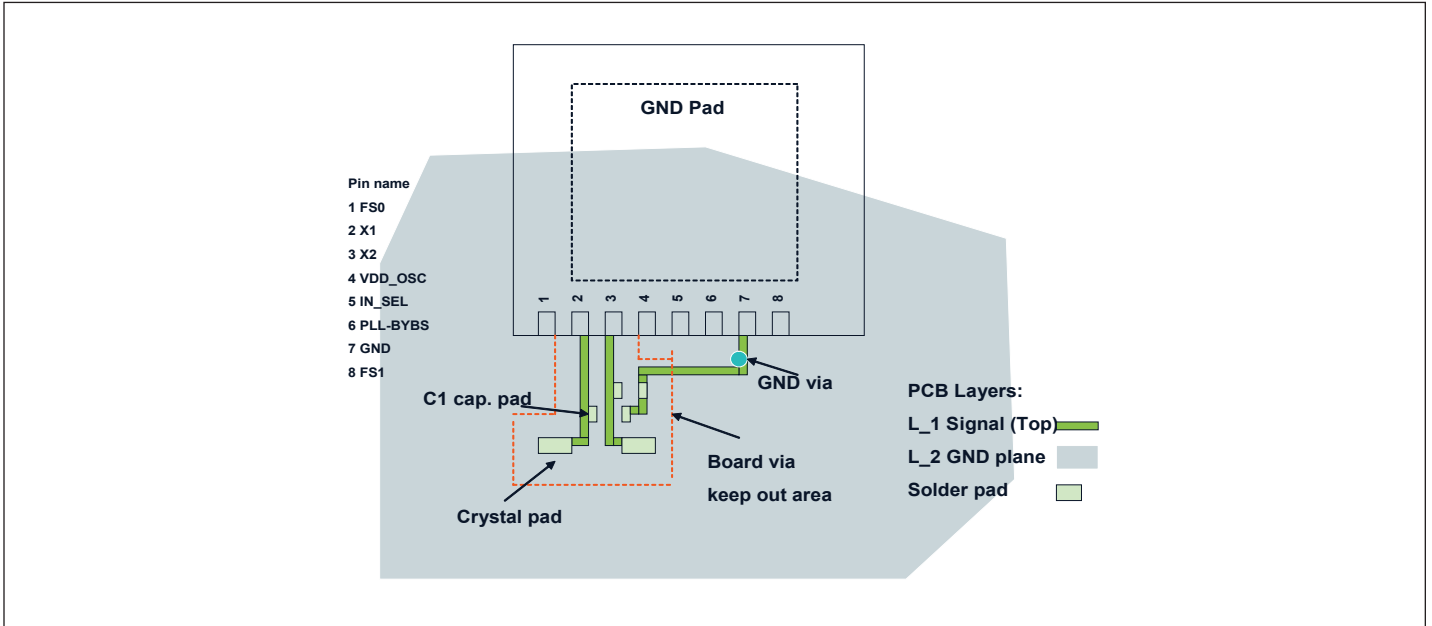 GND Pad
Pin name
1 FS0
2 X1
3 X2
4 VDD_OSC
5 IN_SEL
6 PLL-BYBS
7 GND
8 FS1
1
2
3
4
5
6
7
8
C1 cap. pad
GND via
Board via
keep out area
Crystal pad
PCB Layers:
L_1 Signal (Top)
L_2 GND plane
Solder pad